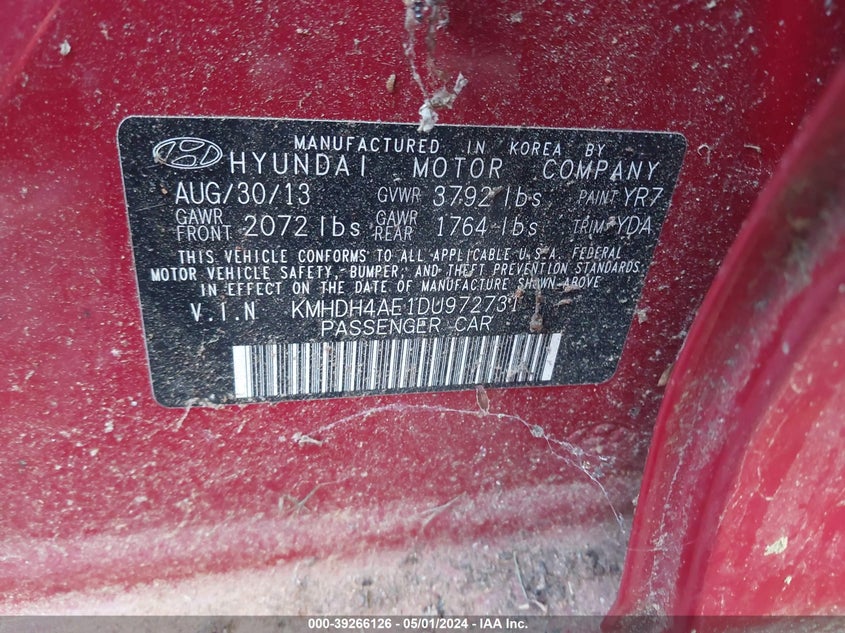 MANUFACTURED IN KOREA BY
HYUNDAI MOTOR COMPANY
AUG/30/13 GVWR 3792 lbs PAINT YR7
GAWR FRONT 2072 lbs GAWR REAR 1764 lbs TRIM YDA
THIS VEHICLE CONFORMS TO ALL APPLICABLE U.S.A. FEDERAL
MOTOR VEHICLE SAFETY, BUMPER, AND THEFT PREVENTION STANDARDS
IN EFFECT ON THE DATE OF MANUFACTURE SHOWN ABOVE
V.I.N KMHDH4AE1DU972731
PASSENGER CAR
000-39266126 - 05/01/2024 - IAA Inc.